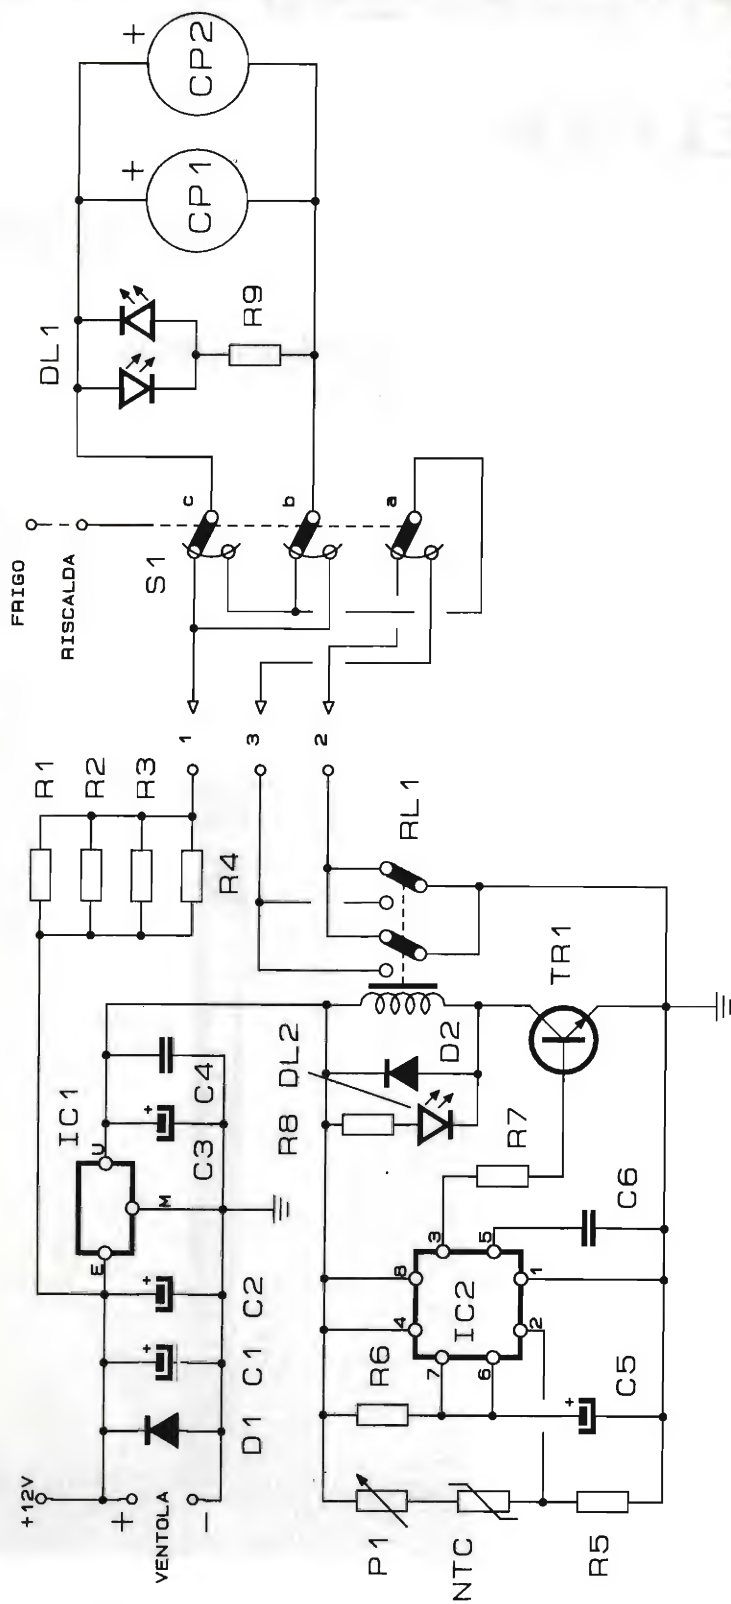 +
CP2
+
CP1
DL1
R9
FRIGO
RISCALDA
S1
c
b
a
1
3
2
R1
R2
R3
R4
RL1
IC1
U
M
E
C4
C3
C2
C1
D1
+
+
+
+12V
+
VENTOLA
-
DL2
D2
R8
TR1
R7
3
5
8
1
4
2
7
6
IC2
C6
R6
+
C5
P1
NTC
R5